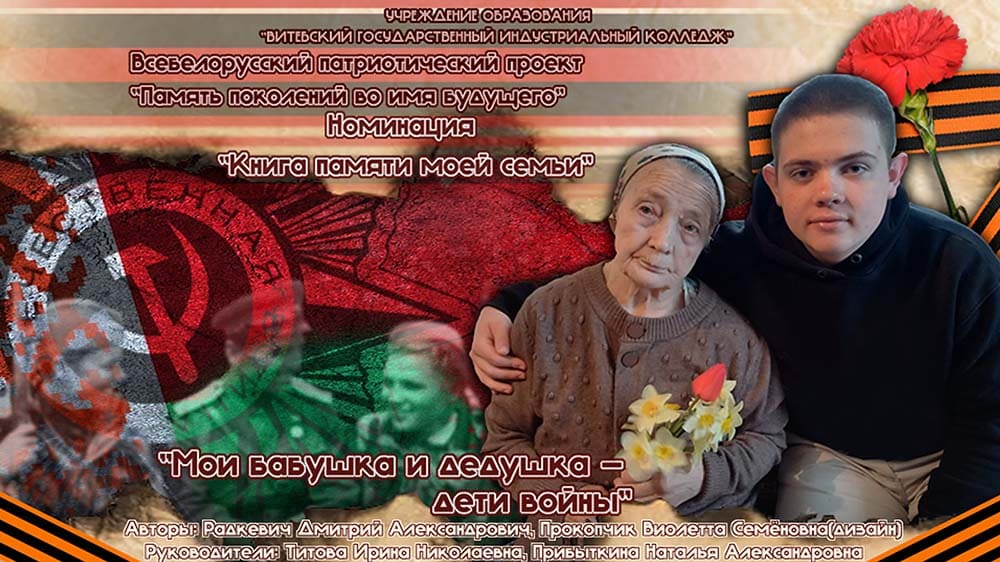 УЧРЕЖДЕНИЕ ОБРАЗОВАНИЯ
"ВИТЕБСКИЙ ГОСУДАРСТВЕННЫЙ ИНДУСТРИАЛЬНЫЙ КОЛЛЕДЖ"
Всебелорусский патриотический проект
"Память поколений во имя будущего"
Номинация
"Книга памяти моей семьи"
ОТЕЧЕСТВЕННАЯ
"Мои бабушка и дедушка –
дети войны"
Авторы: Радкевич Дмитрий Александрович, Прокопчик Виолетта Семёновна(дизайн)
Руководители: Титова Ирина Николаевна, Прибыткина Наталья Александровна